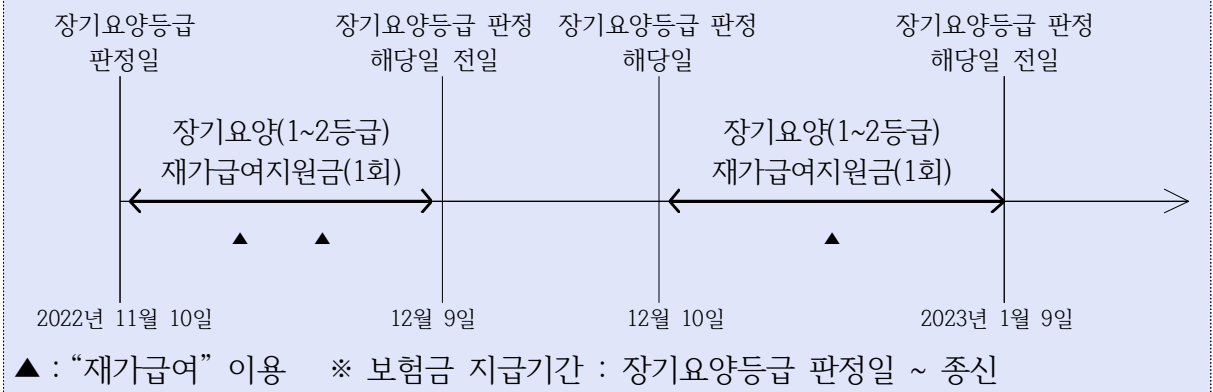 장기요양등급 판정일
장기요양등급 판정 해당일 전일
장기요양등급 판정 해당일
장기요양등급 판정 해당일 전일
장기요양(1~2등급)
재가급여지원금(1회)
장기요양(1~2등급)
재가급여지원금(1회)
▲ ▲ ▲
2022년 11월 10일 12월 9일 12월 10일 2023년 1월 9일
▲ : “재가급여” 이용 ※ 보험금 지급기간 : 장기요양등급 판정일 ~ 종신